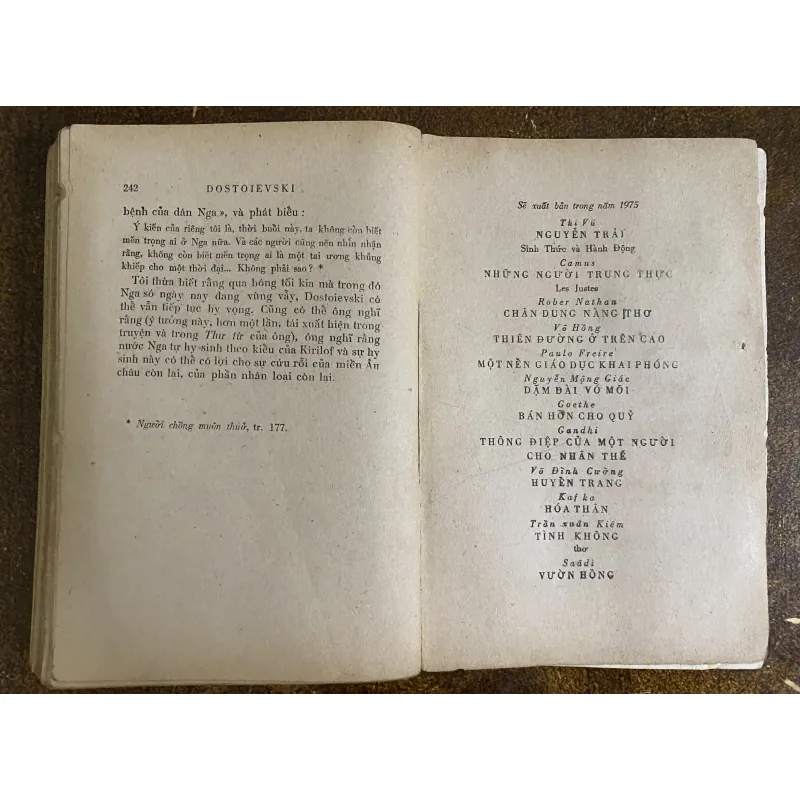 242 DOSTOIEVSKI
bệnh của dân Nga», và phát biểu :
Ý kiến của riêng tôi là, thời buổi này, ta không còn biết
mến trọng ai ở Nga nữa. Và các người cũng nên nhìn nhận
rằng, không còn biết mến trọng ai là một tai ương khủng
khiếp cho một thời đại... Không phải sao ? *
Tôi thừa biết rằng qua bóng tối kia mà trong đó
Nga sô ngày nay đang vùng vẫy, Dostoievski có
thể vẫn tiếp tục hy vọng. Cũng có thể ông nghĩ
rằng (ý tưởng này, hơn một lần, tái xuất hiện trong
truyện và trong Thư từ của ông), ông nghĩ rằng
nước Nga tự hy sinh theo kiểu của Kirilof và sự hy
sinh này có thể có lợi cho sự cứu rỗi của miền Âu
châu còn lại, của phần nhân loại còn lại.
* Người chồng muôn thuở, tr. 177.
Sẽ xuất bản trong năm 1975
Thi Vũ
NGUYỄN TRÃI
Sinh Thức và Hành Động
Camus
NHỮNG NGƯỜI TRUNG THỰC
Les Justes
Rober Nathan
CHÂN DUNG NÀNG THƠ
Võ Hồng
THIÊN ĐƯỜNG Ở TRÊN CAO
Paulo Freire
MỘT NỀN GIÁO DỤC KHAI PHÓNG
Nguyễn Mộng Giác
DẶM DÀI VÓ MỎI
Goethe
BÁN HỒN CHO QUỶ
Gandhi
THÔNG ĐIỆP CỦA MỘT NGƯỜI
CHO NHÂN THẾ
Võ Đình Cường
HUYỀN TRANG
Kafka
HÓA THÂN
Trần xuân Kiêm
TÌNH KHÔNG
thơ
Saâdi
VƯỜN HỒNG